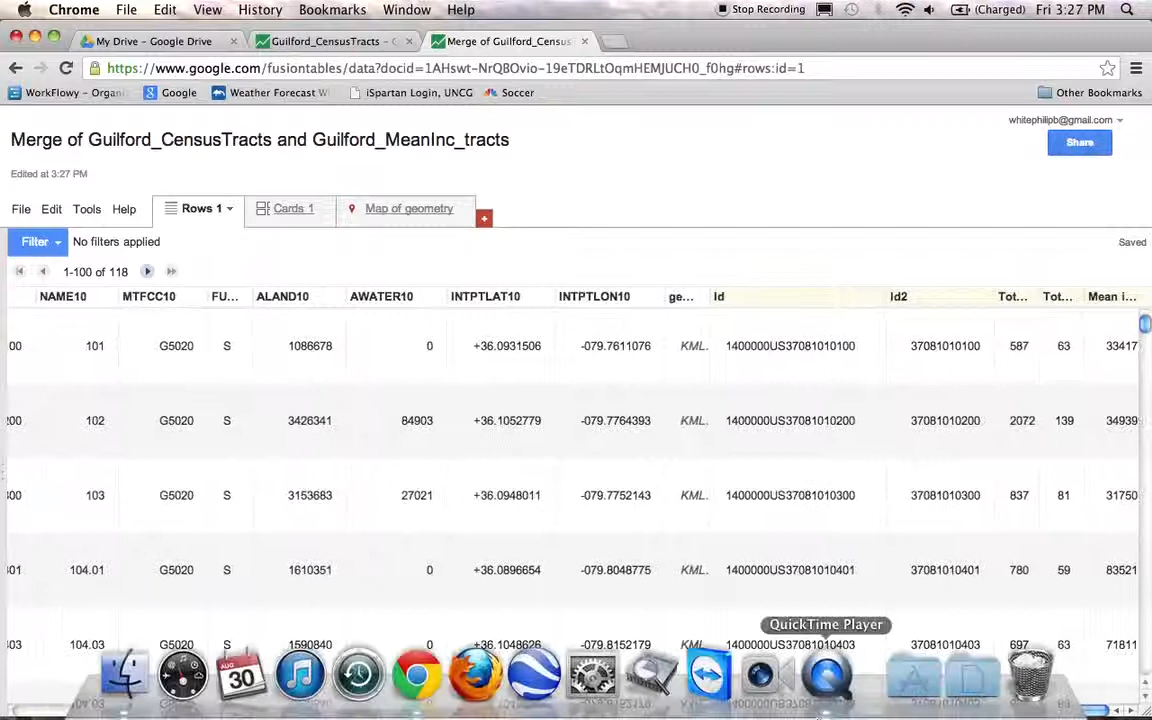 Chrome File Edit View History Bookmarks Window Help Stop Recording (Charged) Fri 3:27 PM
My Drive - Google Drive × Guilford_CensusTracts - × Merge of Guilford_Census ×
https://www.google.com/fusiontables/data?docid=1AHswt-NrQBOvio-19eTDRLtOqmHEMJUCH0_f0hg#rows:id=1
WorkFlowy - Organi Google Weather Forecast W iSpartan Login, UNCG Soccer Other Bookmarks
whitephilipb@gmail.com
Merge of Guilford_CensusTracts and Guilford_MeanInc_tracts
Share
Edited at 3:27 PM
File Edit Tools Help Rows 1 Cards 1 Map of geometry +
Filter No filters applied Saved
1-100 of 118
NAME10 MTFCC10 FU... ALAND10 AWATER10 INTPTLAT10 INTPTLON10 ge... Id Id2 Tot... Tot... Mean i...
00 101 G5020 S 1086678 0 +36.0931506 -079.7611076 KML. 1400000US37081010100 37081010100 587 63 33417
200 102 G5020 S 3426341 84903 +36.1052779 -079.7764393 KML. 1400000US37081010200 37081010200 2072 139 34939
300 103 G5020 S 3153683 27021 +36.0948011 -079.7752143 KML. 1400000US37081010300 37081010300 837 81 31750
401 104.01 G5020 S 1610351 0 +36.0896654 -079.8048775 KML. 1400000US37081010401 37081010401 780 59 83521
QuickTime Player
403 104.03 G5020 S 1590840 0 +36.1048626 -079.8152179 KML 1400000US37081010403 37081010403 697 63 71811
AUG
30